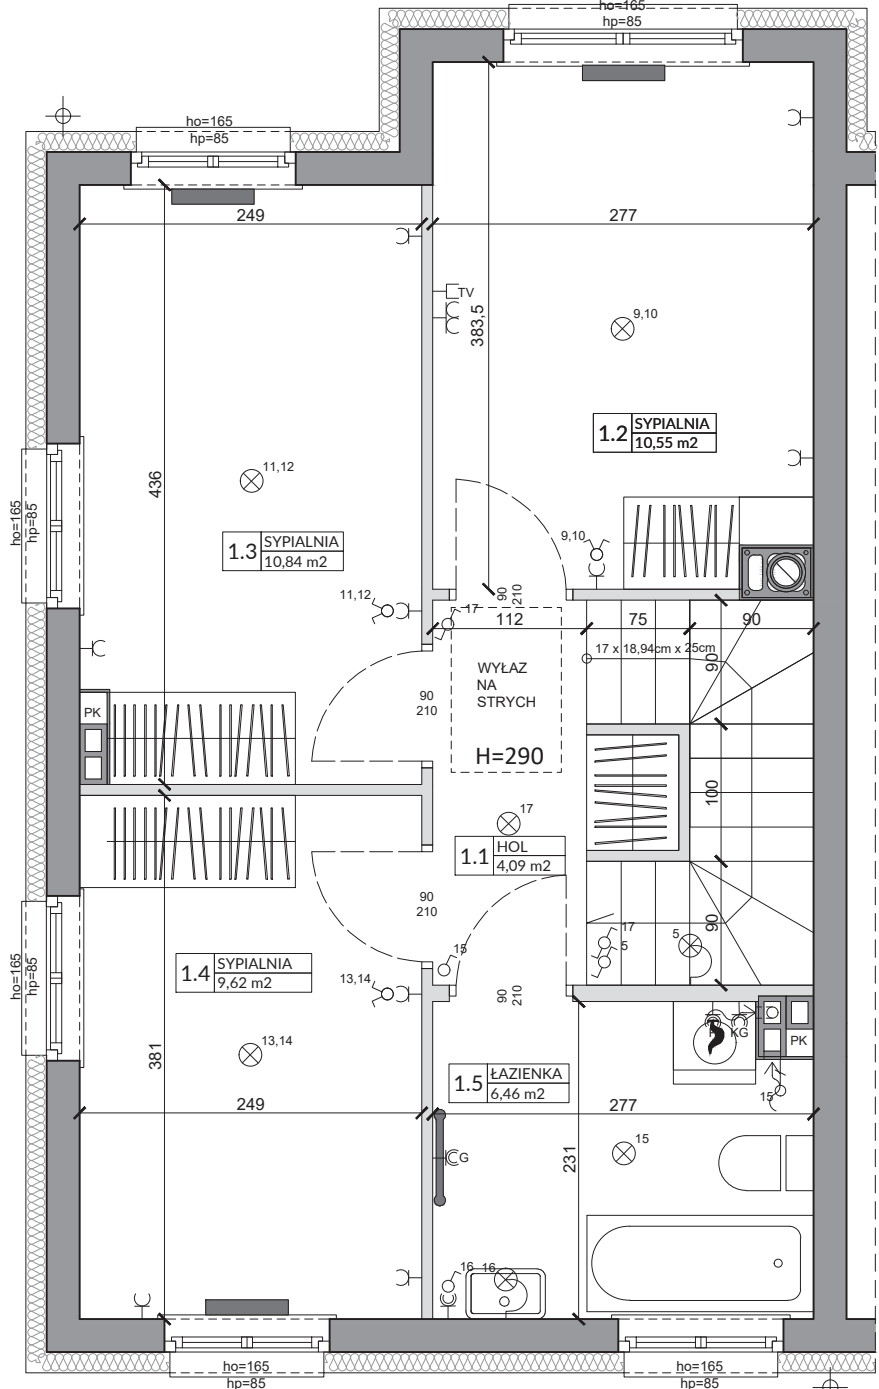 ho=165
hp=85
ho=165
hp=85
249
277
TV
383,5
9,10
1.2 SYPIALNIA
10,55 m2
436
11,12
ho=165
hp=85
1.3 SYPIALNIA
10,84 m2
9,10
11,12
90
210
17
112
75
90
17 x 18,94cm x 25cm
90
WYŁAZ
NA
STRYCH
H=290
90
210
PK
100
17
1.1 HOL
4,09 m2
90
210
90
17
5
5
15
ho=165
hp=85
1.4 SYPIALNIA
9,62 m2
13,14
90
210
KG
PK
13,14
381
1.5 ŁAZIENKA
6,46 m2
15
249
277
15
231
G
16
16
ho=165
hp=85
ho=165
hp=85